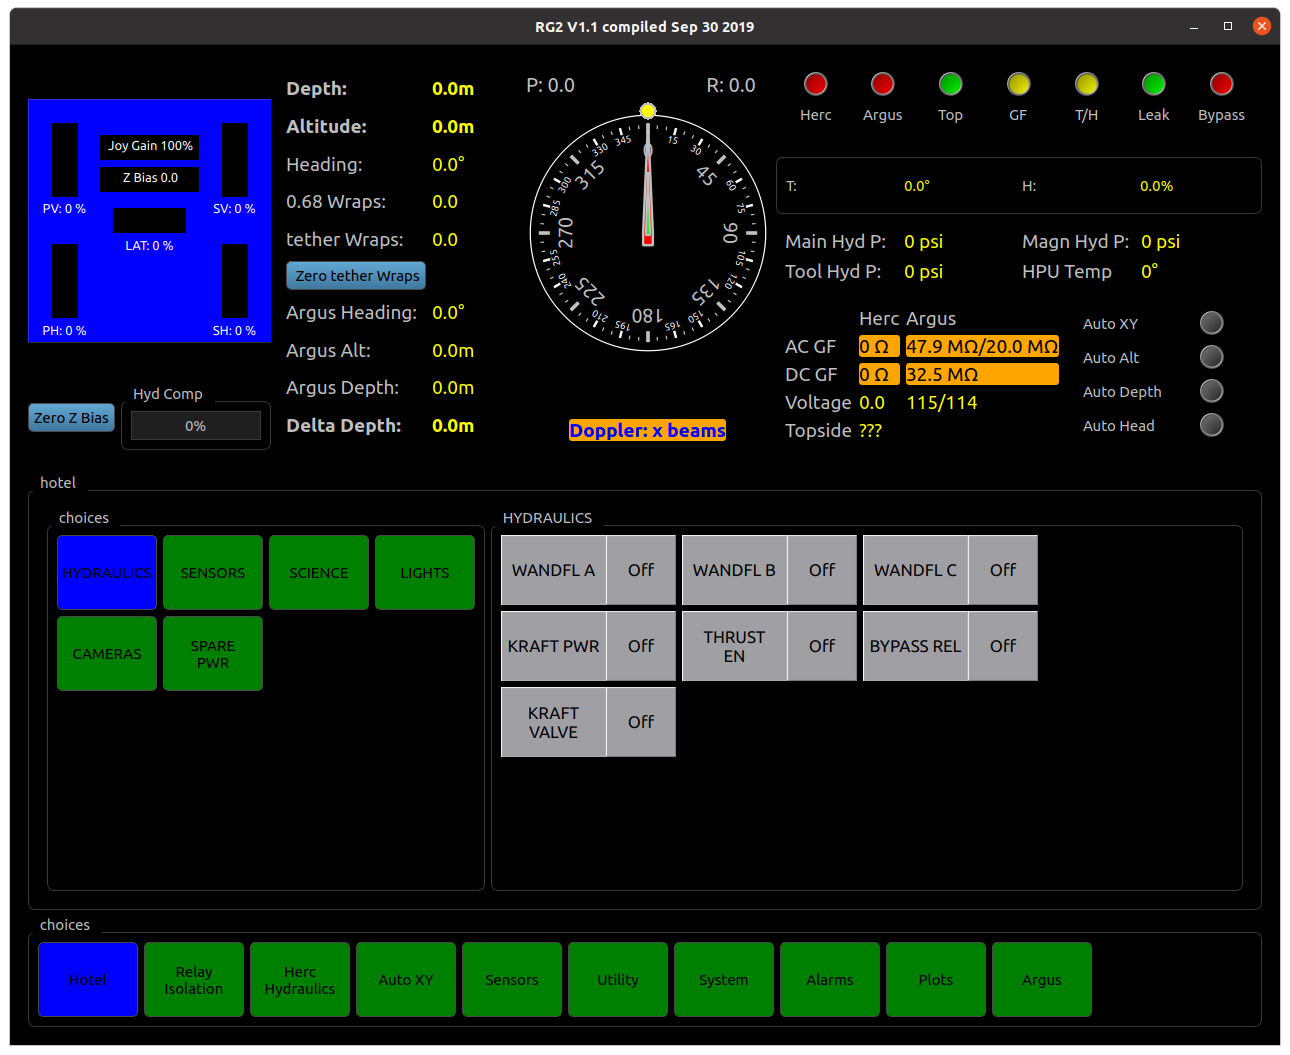 RG2 V1.1 compiled Sep 30 2019
Joy Gain 100%
Z Bias 0.0
PV: 0 %
SV: 0 %
LAT: 0 %
PH: 0 %
SH: 0 %
Zero Z Bias
Hyd Comp
0%
Depth: 0.0m
Altitude: 0.0m
Heading: 0.0°
0.68 Wraps: 0.0
tether Wraps: 0.0
Zero tether Wraps
Argus Heading: 0.0°
Argus Alt: 0.0m
Argus Depth: 0.0m
Delta Depth: 0.0m
P: 0.0
R: 0.0
0
15
30
45
60
75
90
105
120
135
150
165
180
195
210
225
240
255
270
285
300
315
330
345
Doppler: x beams
Herc Argus Top GF T/H Leak Bypass
T: 0.0° H: 0.0%
Main Hyd P: 0 psi Magn Hyd P: 0 psi
Tool Hyd P: 0 psi HPU Temp 0°
Herc Argus
AC GF 0 Ω 47.9 MΩ/20.0 MΩ
DC GF 0 Ω 32.5 MΩ
Voltage 0.0 115/114
Topside ???
Auto XY
Auto Alt
Auto Depth
Auto Head
hotel
choices
HYDRAULICS SENSORS SCIENCE LIGHTS
CAMERAS
SPARE
PWR
HYDRAULICS
WANDFL A Off WANDFL B Off WANDFL C Off
KRAFT PWR Off
THRUST
EN
Off
BYPASS REL Off
KRAFT
VALVE
Off
choices
Hotel
Relay
Isolation
Herc
Hydraulics
Auto XY
Sensors
Utility
System
Alarms
Plots
Argus